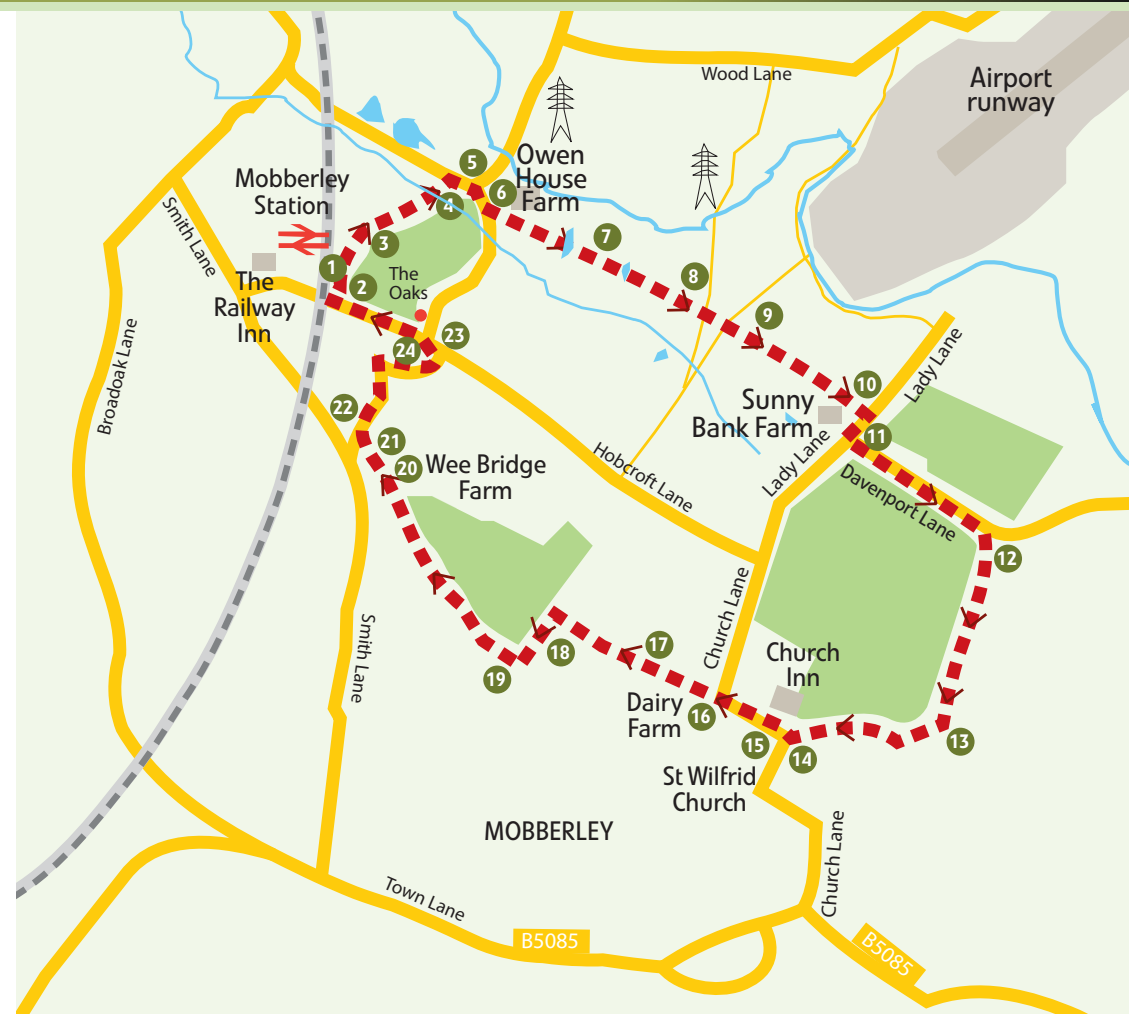 Wood Lane
Airport
runway
Owen
House
Farm
Mobberley
Station
Smith Lane
The
Railway
Inn
The
Oaks
Broadoak Lane
5
6
4
3
7
1
2
8
9
23
24
10
Sunny
Bank Farm
Lady Lane
Lady Lane
11
22
21
20
Wee Bridge
Farm
Hobcroft Lane
Davenport Lane
12
Church Lane
Smith Lane
17
18
19
Church
Inn
Dairy
Farm
16
15
14
13
St Wilfrid
Church
MOBBERLEY
Church Lane
Town Lane
B5085
B5085